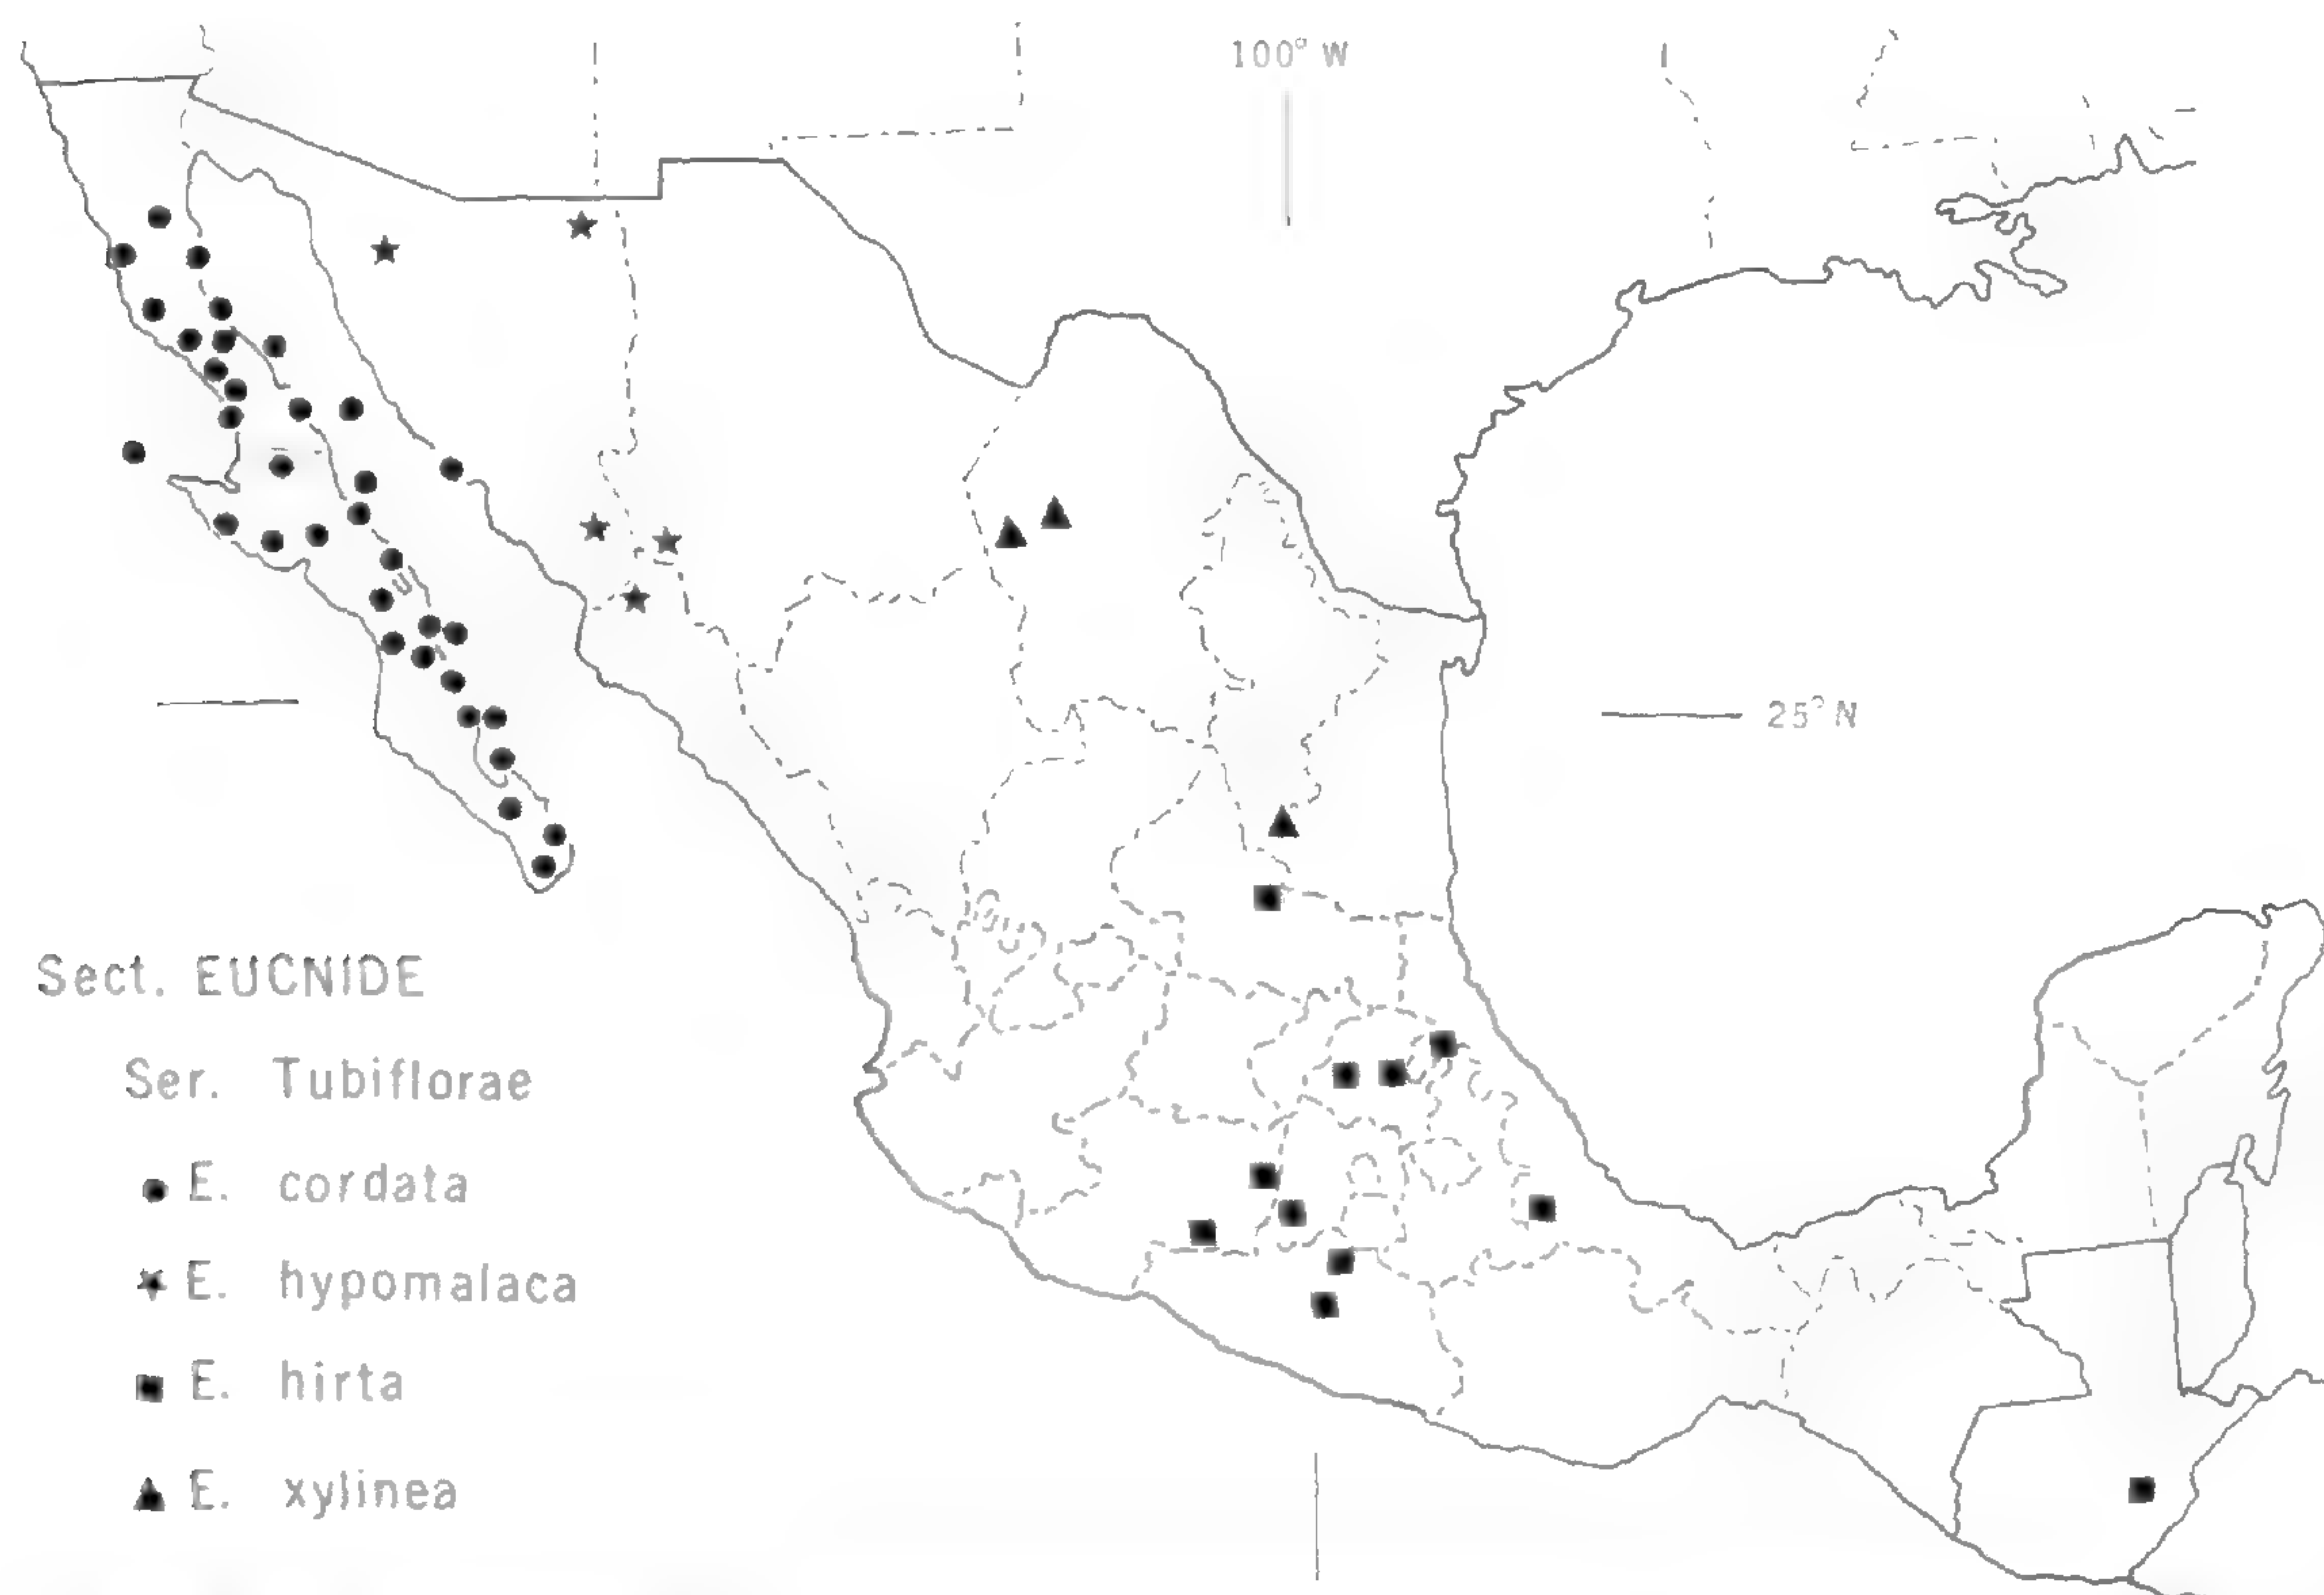 100° W
25° N
Sect. EUCNIDE
Ser. Tubiflorae
E. cordata
E. hypomalaca
E. hirta
E. xylinea